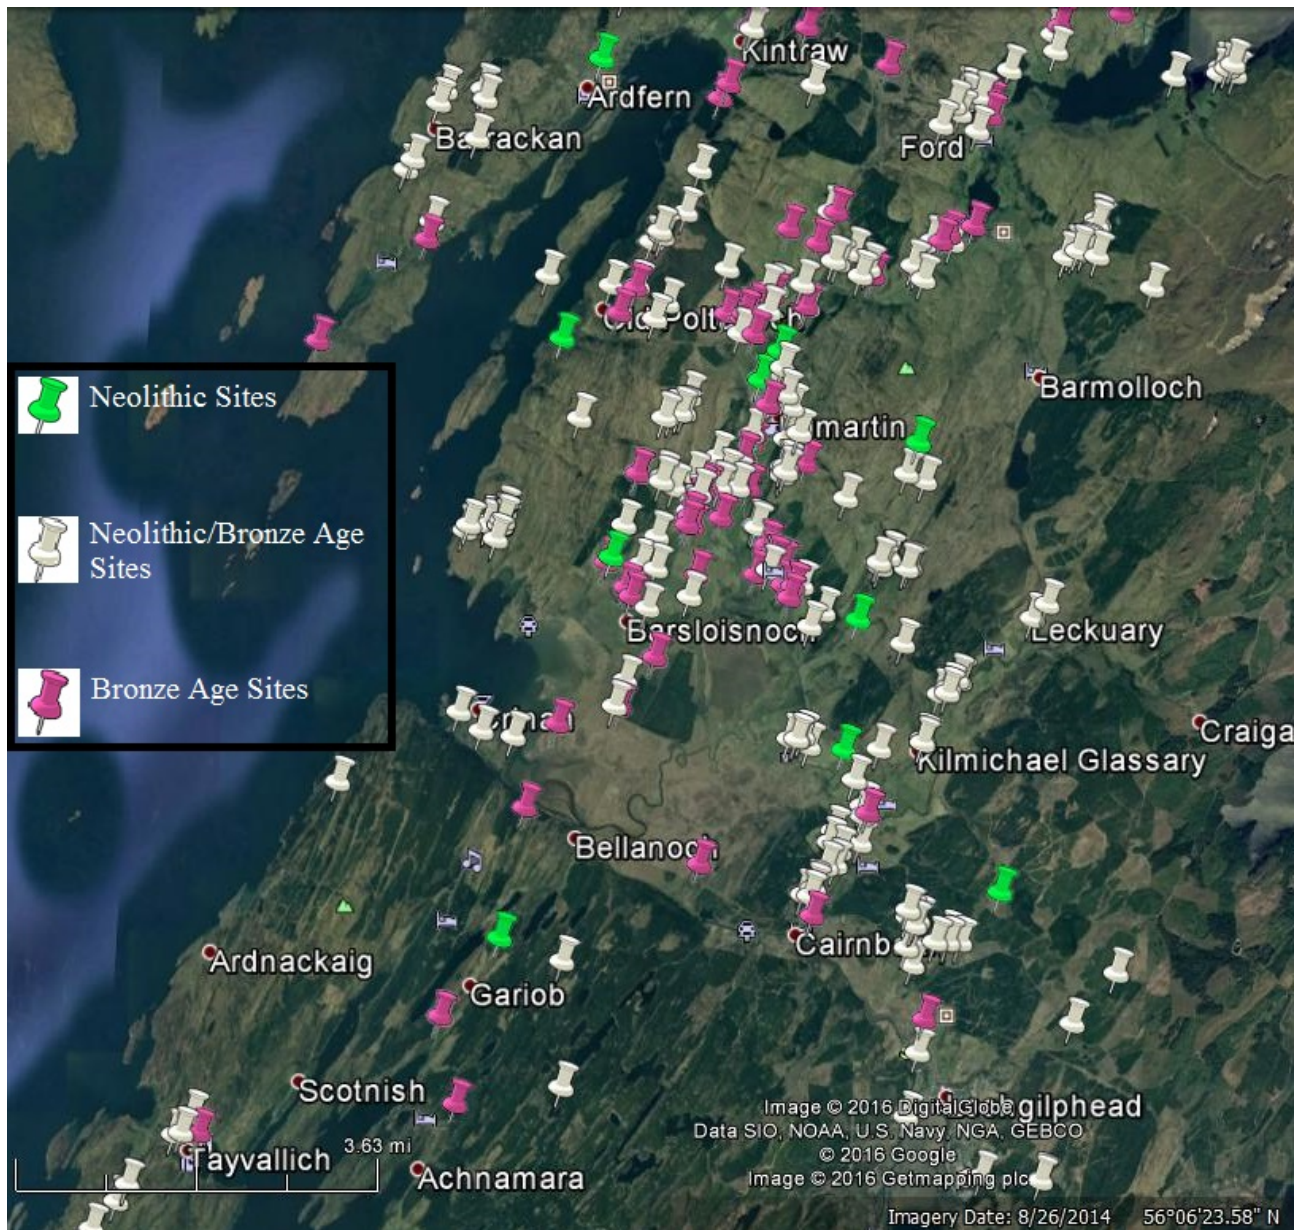 Kintraw
Ardfern
Barrackan
Ford
Neolithic Sites
Barmolloch
Neolithic/Bronze Age
Sites
Barsloisnoch
Leckuary
Bronze Age Sites
Craiga
Kilmichael Glassary
Bellanoch
Ardnackaig
Gariob
Scotnish
Image © 2016 DigitalGlobe
Data SIO, NOAA, U.S. Navy, NGA, GEBCO
3.63 mi
Tayvallich
© 2016 Google
Achnamara
Image © 2016 Getmapping plc
Imagery Date: 8/26/2014 56°06'23.58" N